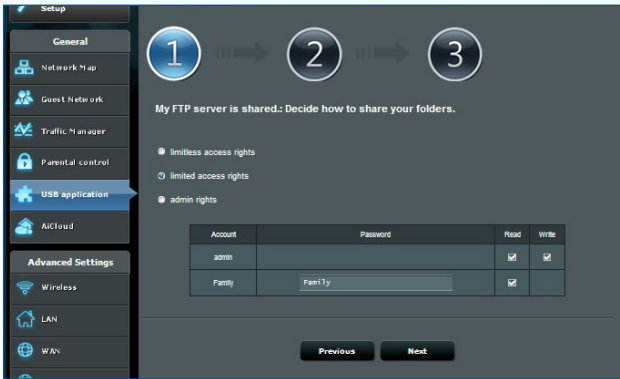 Setup
General
Network Map
Guest Network
Traffic Manager
Parental control
USB application
AiCloud
Advanced Settings
Wireless
LAN
WAN
1
2
3
My FTP server is shared.: Decide how to share your folders.
limitless access rights
limited access rights
admin rights
Account Password Read Write
admin
Family Family
Previous Next